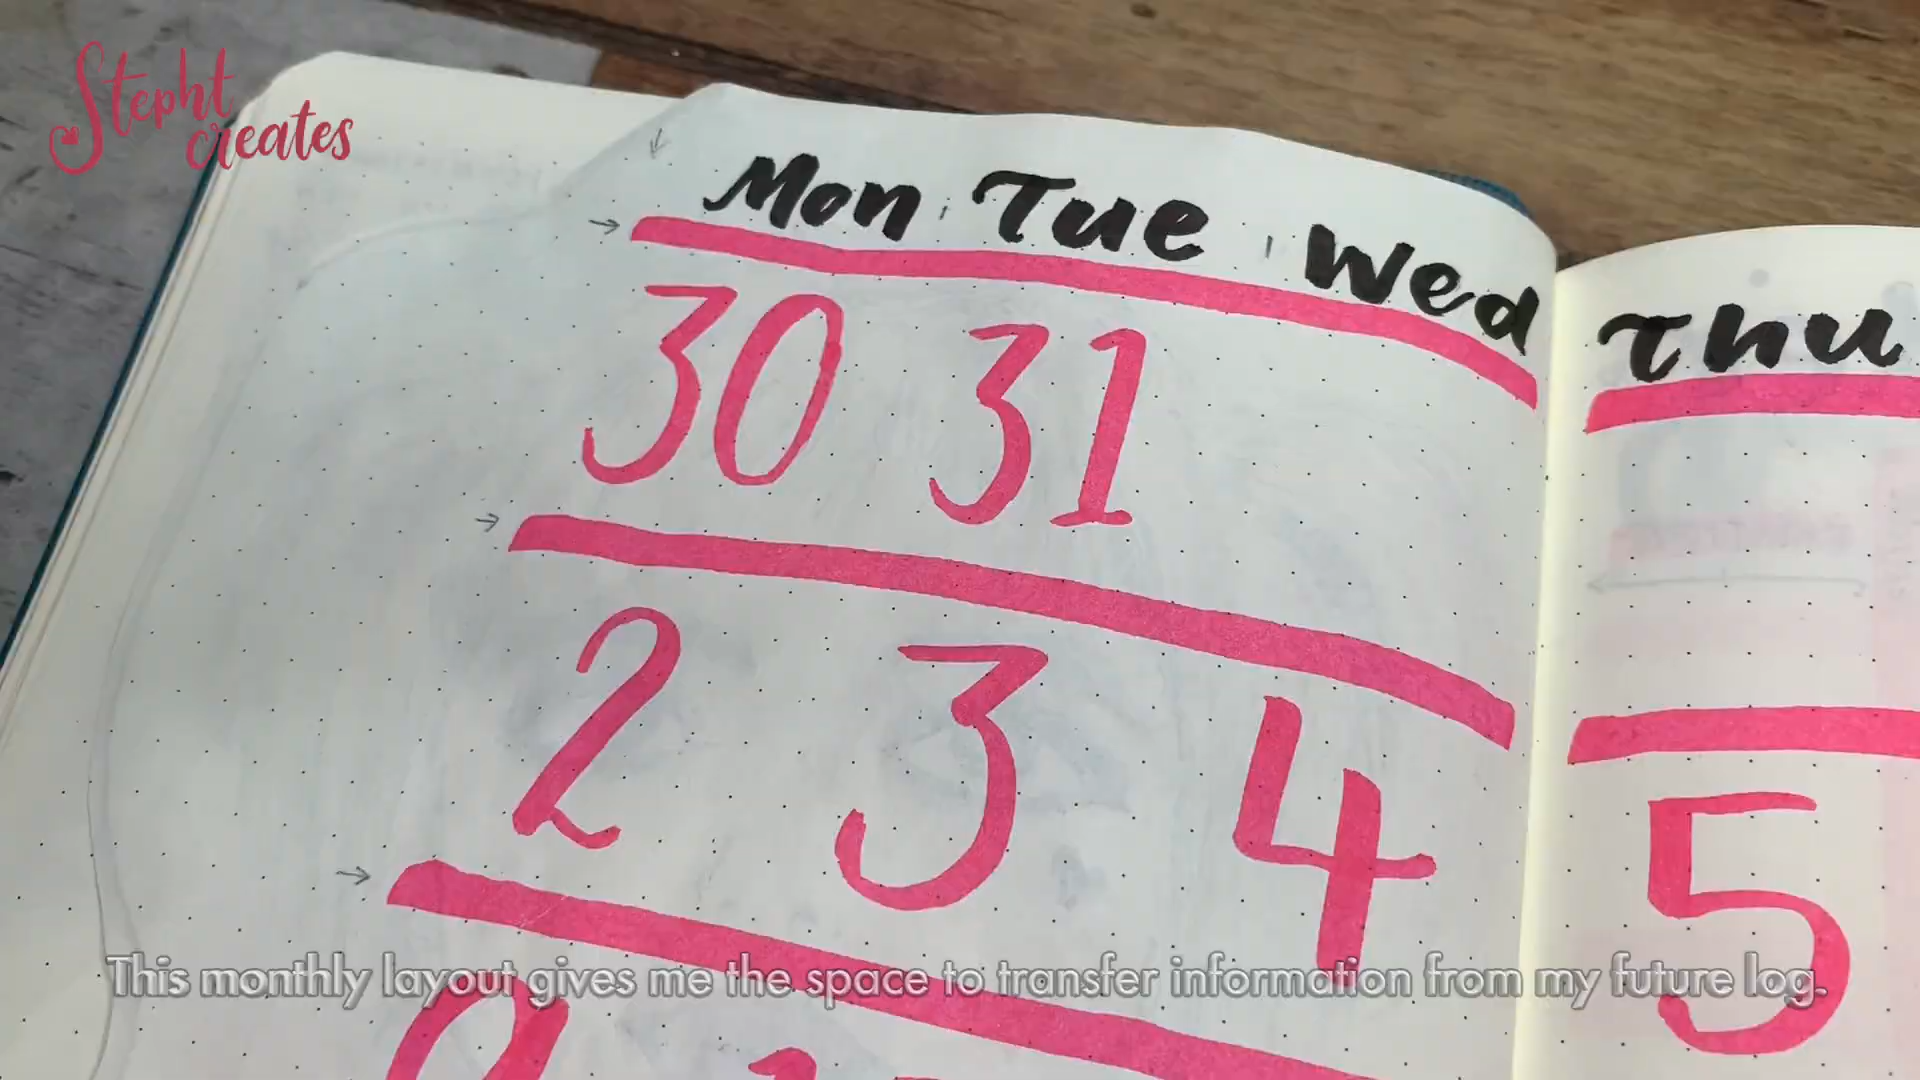 Stepht
creates
Mon Tue Wed Thu
30 31
2 3 4 5
This monthly layout gives me the space to transfer information from my future log.